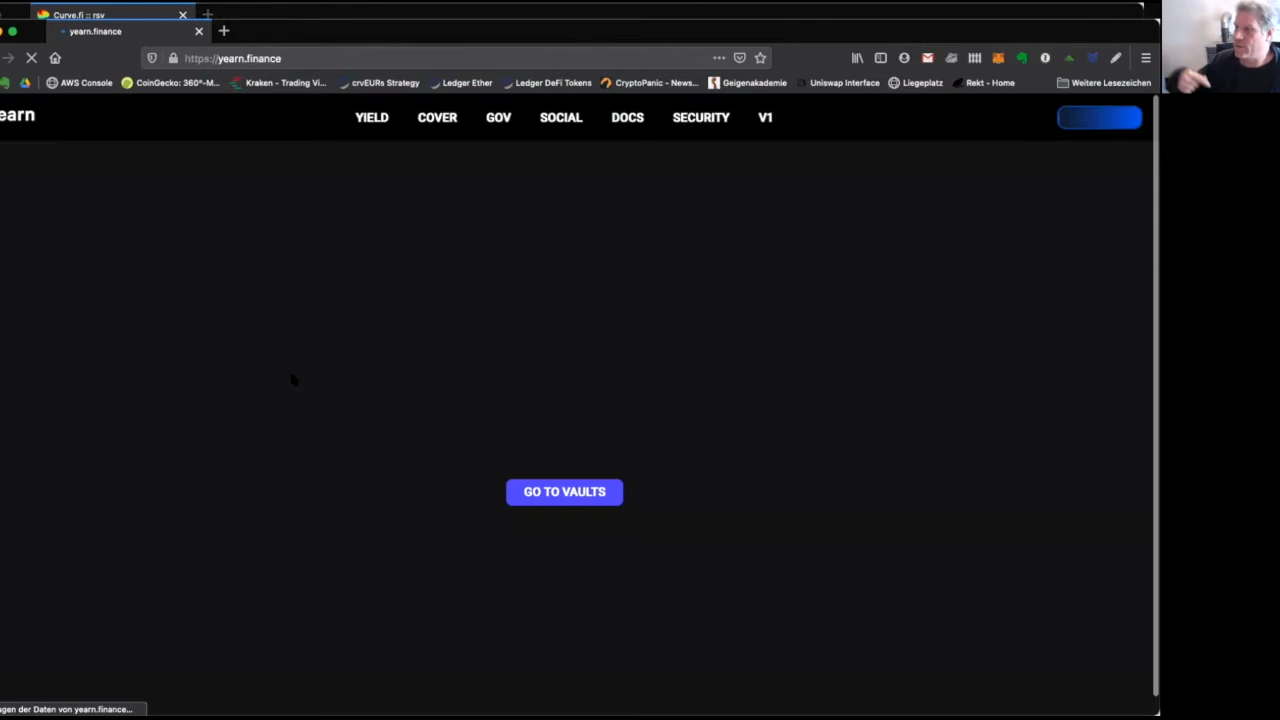 Curve.fi :: rsv
yearn.finance
https://yearn.finance
AWS Console CoinGecko: 360°-M... Kraken - Trading Vi... crvEURs Strategy Ledger Ether Ledger DeFi Tokens CryptoPanic - News... Geigenakademie Uniswap Interface Liegeplatz Rekt - Home Weitere Lesezeichen
earn YIELD COVER GOV SOCIAL DOCS SECURITY V1
GO TO VAULTS
ugen der Daten von yearn.finance...